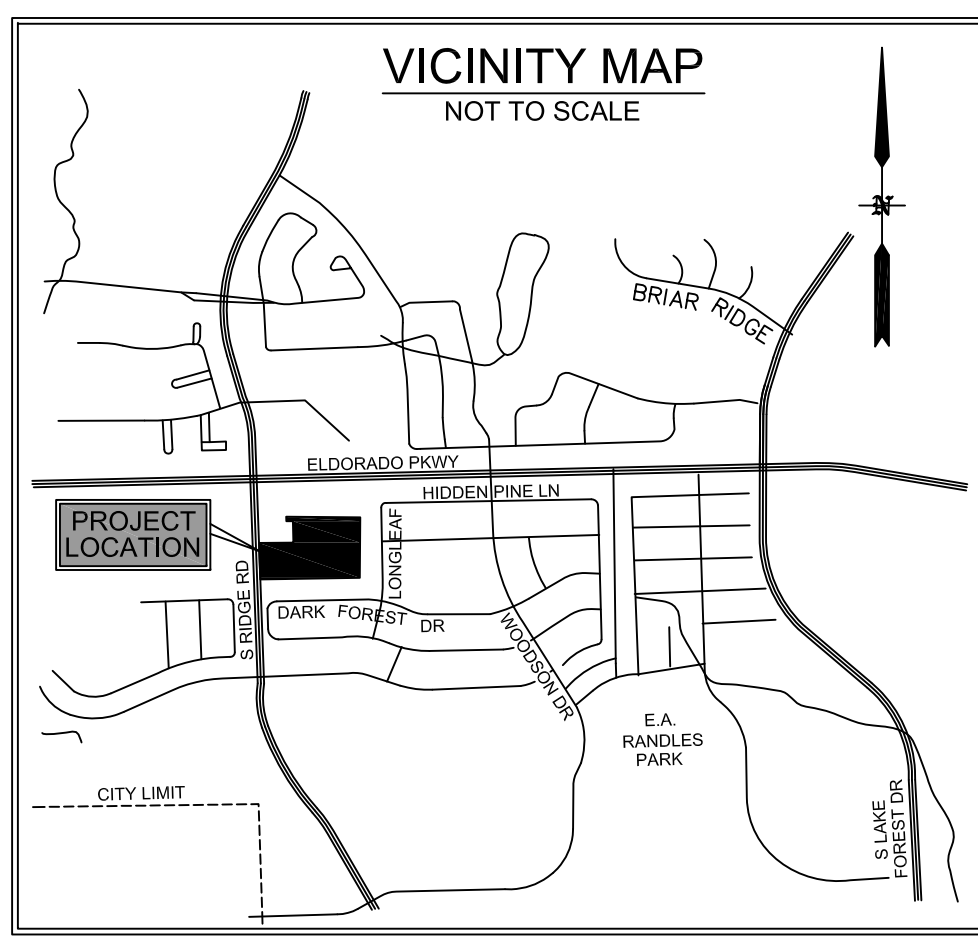 VICINITY MAP
NOT TO SCALE
N
BRIAR RIDGE
ELDORADO PKWY
HIDDEN PINE LN
PROJECT
LOCATION
LONGLEAF
S RIDGE RD
DARK FOREST DR
WOODSON DR
E.A.
RANDLES
PARK
CITY LIMIT
S LAKE
FOREST DR